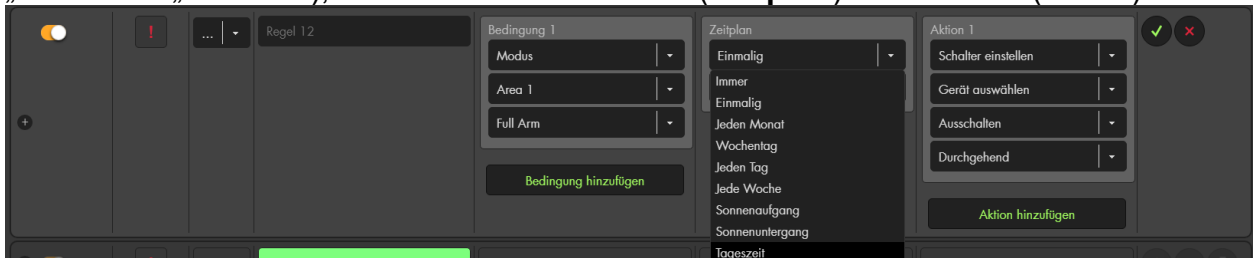 Regel 12
Bedingung 1
Modus
Area 1
Full Arm
Bedingung hinzufügen
Zeitplan
Einmalig
Immer
Einmalig
Jeden Monat
Wochentag
Jeden Tag
Jede Woche
Sonnenaufgang
Sonnenuntergang
Tageszeit
Aktion 1
Schalter einstellen
Gerät auswählen
Ausschalten
Durchgehend
Aktion hinzufügen